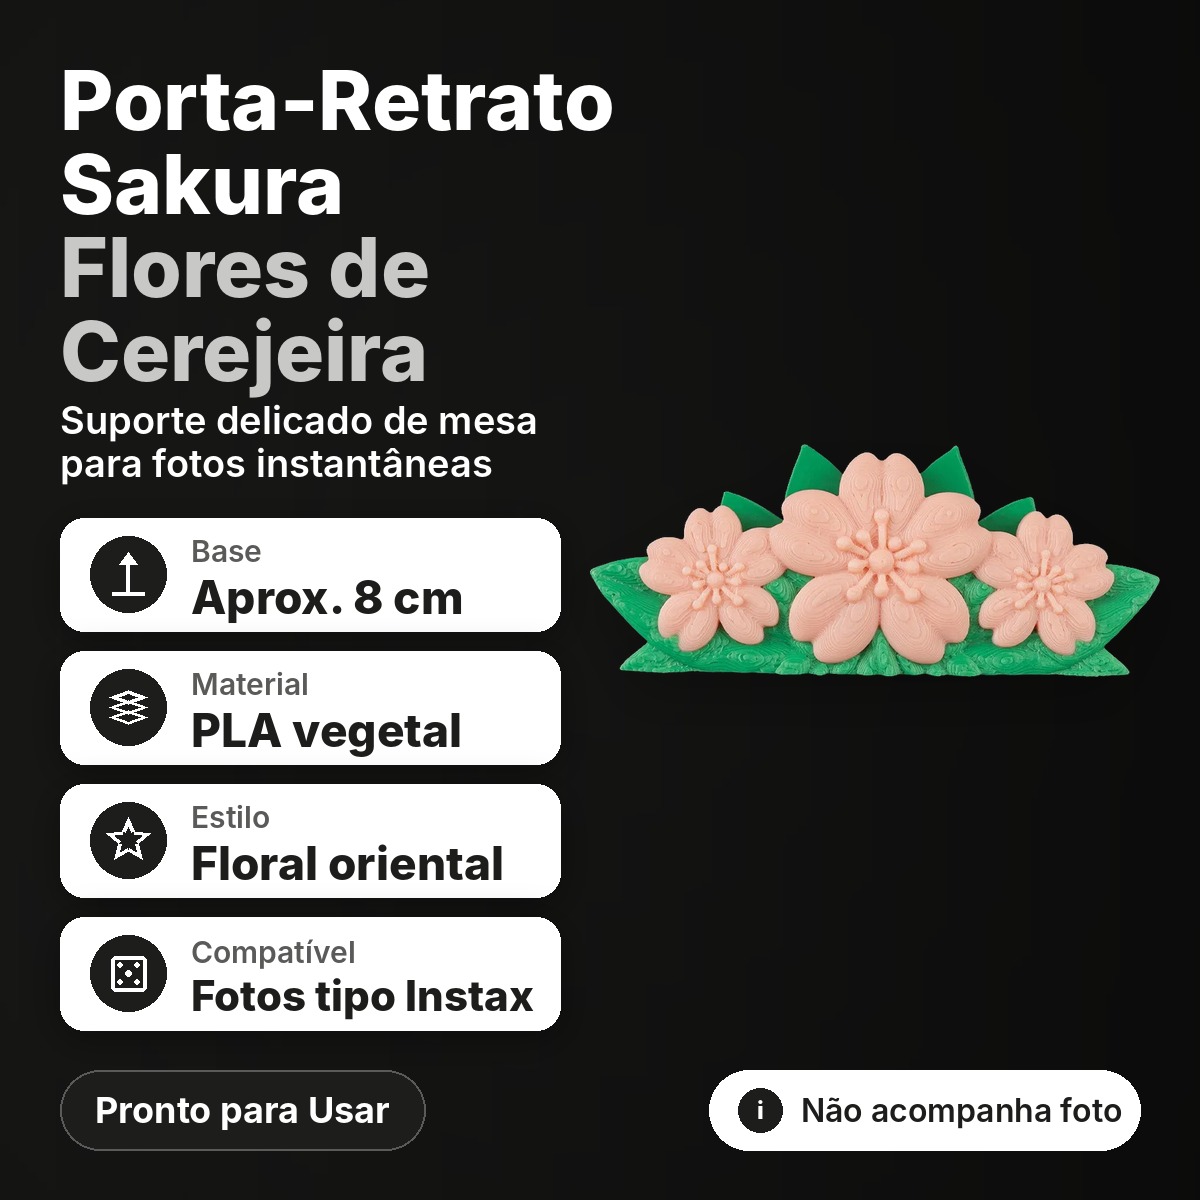 Porta-Retrato
Sakura
Flores de
Cerejeira
Suporte delicado de mesa
para fotos instantâneas
Base
Aprox. 8 cm
Material
PLA vegetal
Estilo
Floral oriental
Compatível
Fotos tipo Instax
Pronto para Usar
i Não acompanha foto